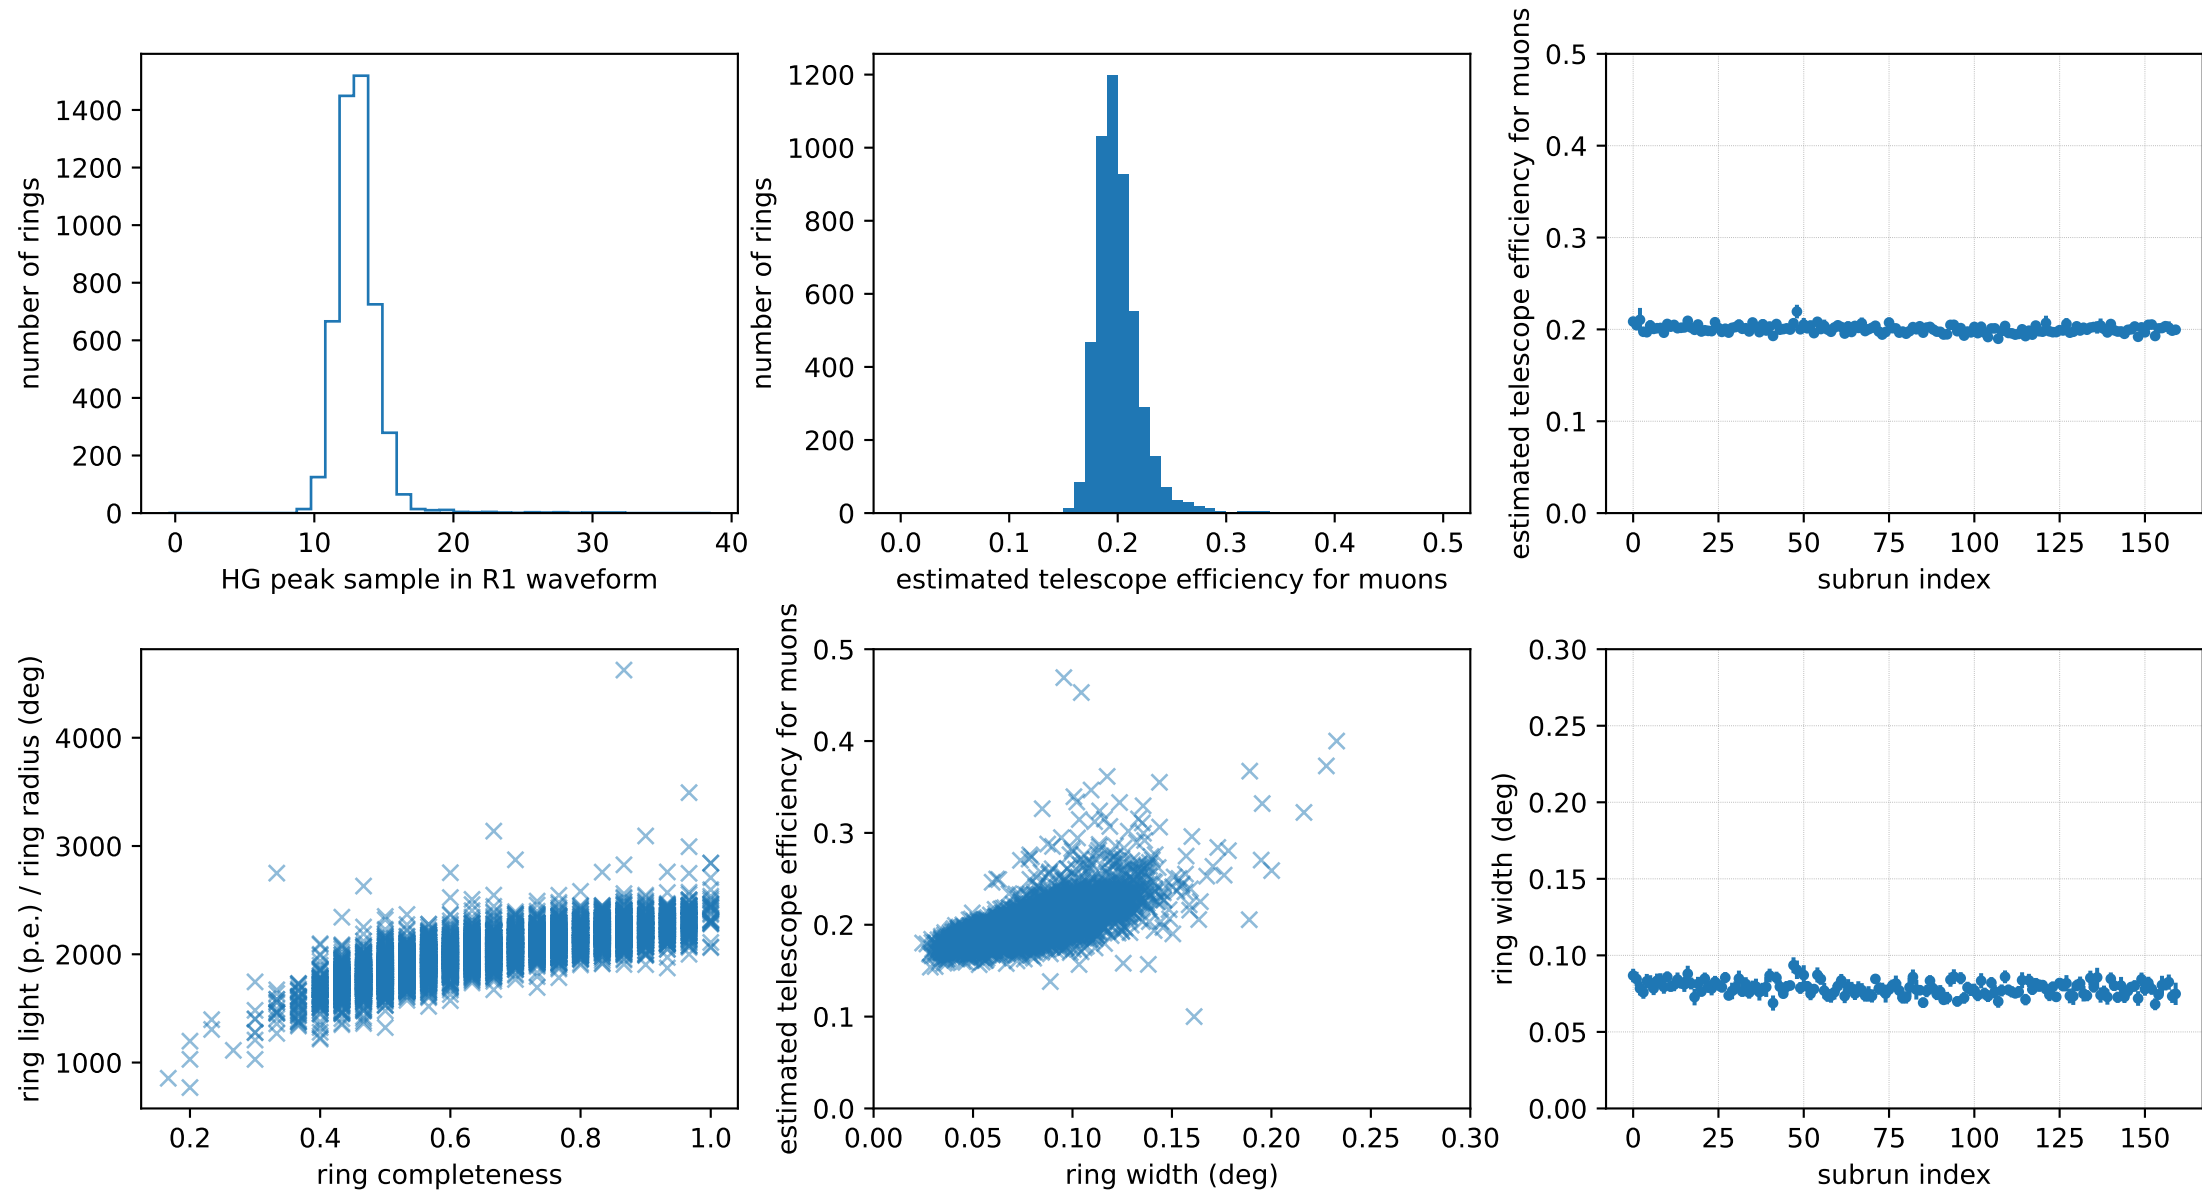 number of rings
1400
1200
1000
800
600
400
200
0
0 10 20 30 40
HG peak sample in R1 waveform
number of rings
1200
1000
800
600
400
200
0
0.0 0.1 0.2 0.3 0.4 0.5
estimated telescope efficiency for muons
estimated telescope efficiency for muons
0.5
0.4
0.3
0.2
0.1
0.0
0 25 50 75 100 125 150
subrun index
ring light (p.e.) / ring radius (deg)
4000
3000
2000
1000
0.2 0.4 0.6 0.8 1.0
ring completeness
estimated telescope efficiency for muons
0.5
0.4
0.3
0.2
0.1
0.0
0.00 0.05 0.10 0.15 0.20 0.25 0.30
ring width (deg)
ring width (deg)
0.30
0.25
0.20
0.15
0.10
0.05
0.00
0 25 50 75 100 125 150
subrun index